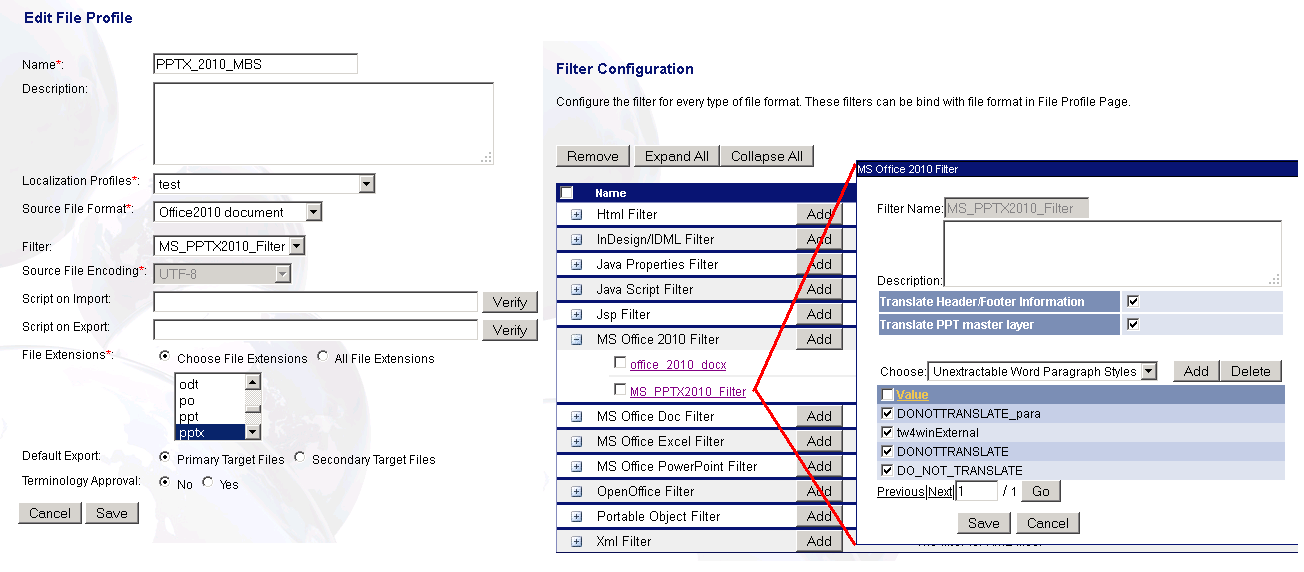 Edit File Profile
Name*:
PPTX_2010_MBS
Description:
Localization Profiles*:
test
Source File Format*:
Office2010 document
Filter:
MS_PPTX2010_Filter
Source File Encoding*:
UTF-8
Script on Import:
Verify
Script on Export:
Verify
File Extensions*:
Choose File Extensions
All File Extensions
odt
po
ppt
pptx
Default Export:
Primary Target Files
Secondary Target Files
Terminology Approval:
No
Yes
Cancel
Save
Filter Configuration
Configure the filter for every type of file format. These filters can be bind with file format in File Profile Page.
Remove
Expand All
Collapse All
Name
Html Filter
Add
InDesign/IDML Filter
Add
Java Properties Filter
Add
Java Script Filter
Add
Jsp Filter
Add
MS Office 2010 Filter
Add
office_2010_docx
MS_PPTX2010_Filter
MS Office Doc Filter
Add
MS Office Excel Filter
Add
MS Office PowerPoint Filter
Add
OpenOffice Filter
Add
Portable Object Filter
Add
Xml Filter
Add
MS Office 2010 Filter
Filter Name:
MS_PPTX2010_Filter
Description:
Translate Header/Footer Information
Translate PPT master layer
Choose:
Unextractable Word Paragraph Styles
Add
Delete
Value
DONOTTRANSLATE_para
tw4winExternal
DONOTTRANSLATE
DO_NOT_TRANSLATE
Previous|Next|
1
/ 1
Go
Save
Cancel